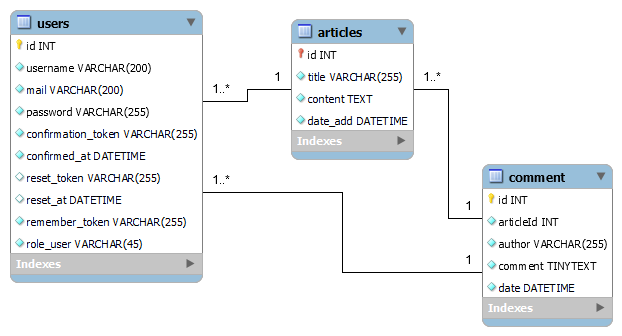 users
id INT
username VARCHAR(200)
mail VARCHAR(200)
password VARCHAR(255)
confirmation_token VARCHAR(255)
confirmed_at DATETIME
reset_token VARCHAR(255)
reset_at DATETIME
remember_token VARCHAR(255)
role_user VARCHAR(45)
Indexes
1..*
1
1..*
articles
id INT
title VARCHAR(255)
content TEXT
date_add DATETIME
Indexes
1..*
1
1
comment
id INT
articleId INT
author VARCHAR(255)
comment TINYTEXT
date DATETIME
Indexes